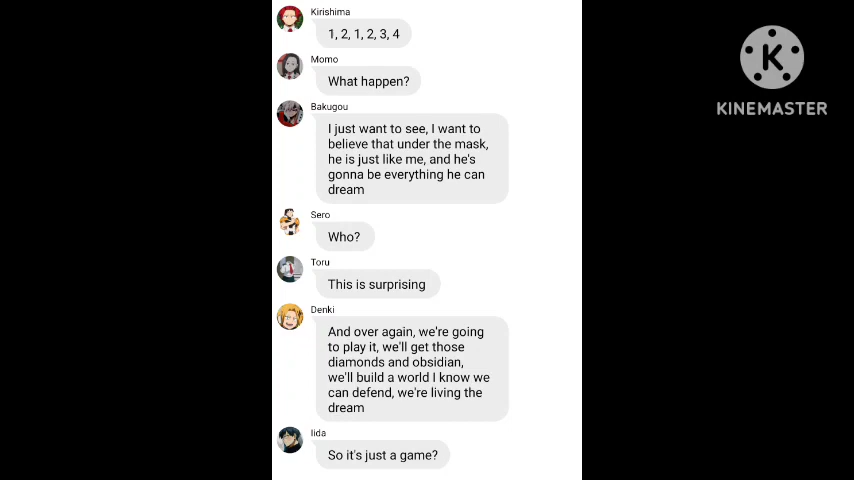 Kirishima
1, 2, 1, 2, 3, 4
Momo
What happen?
Bakugou
I just want to see, I want to
believe that under the mask,
he is just like me, and he's
gonna be everything he can
dream
Sero
Who?
Toru
This is surprising
Denki
And over again, we're going
to play it, we'll get those
diamonds and obsidian,
we'll build a world I know we
can defend, we're living the
dream
Iida
So it's just a game?
K
KINEMASTER